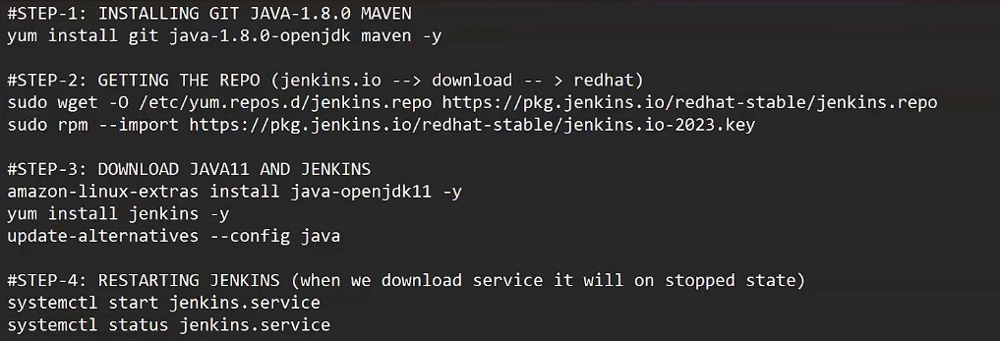 #STEP-1: INSTALLING GIT JAVA-1.8.0 MAVEN
yum install git java-1.8.0-openjdk maven -y
#STEP-2: GETTING THE REPO (jenkins.io --> download -- > redhat)
sudo wget -O /etc/yum.repos.d/jenkins.repo https://pkg.jenkins.io/redhat-stable/jenkins.repo
sudo rpm --import https://pkg.jenkins.io/redhat-stable/jenkins.io-2023.key
#STEP-3: DOWNLOAD JAVA11 AND JENKINS
amazon-linux-extras install java-openjdk11 -y
yum install jenkins -y
update-alternatives --config java
#STEP-4: RESTARTING JENKINS (when we download service it will on stopped state)
systemctl start jenkins.service
systemctl status jenkins.service